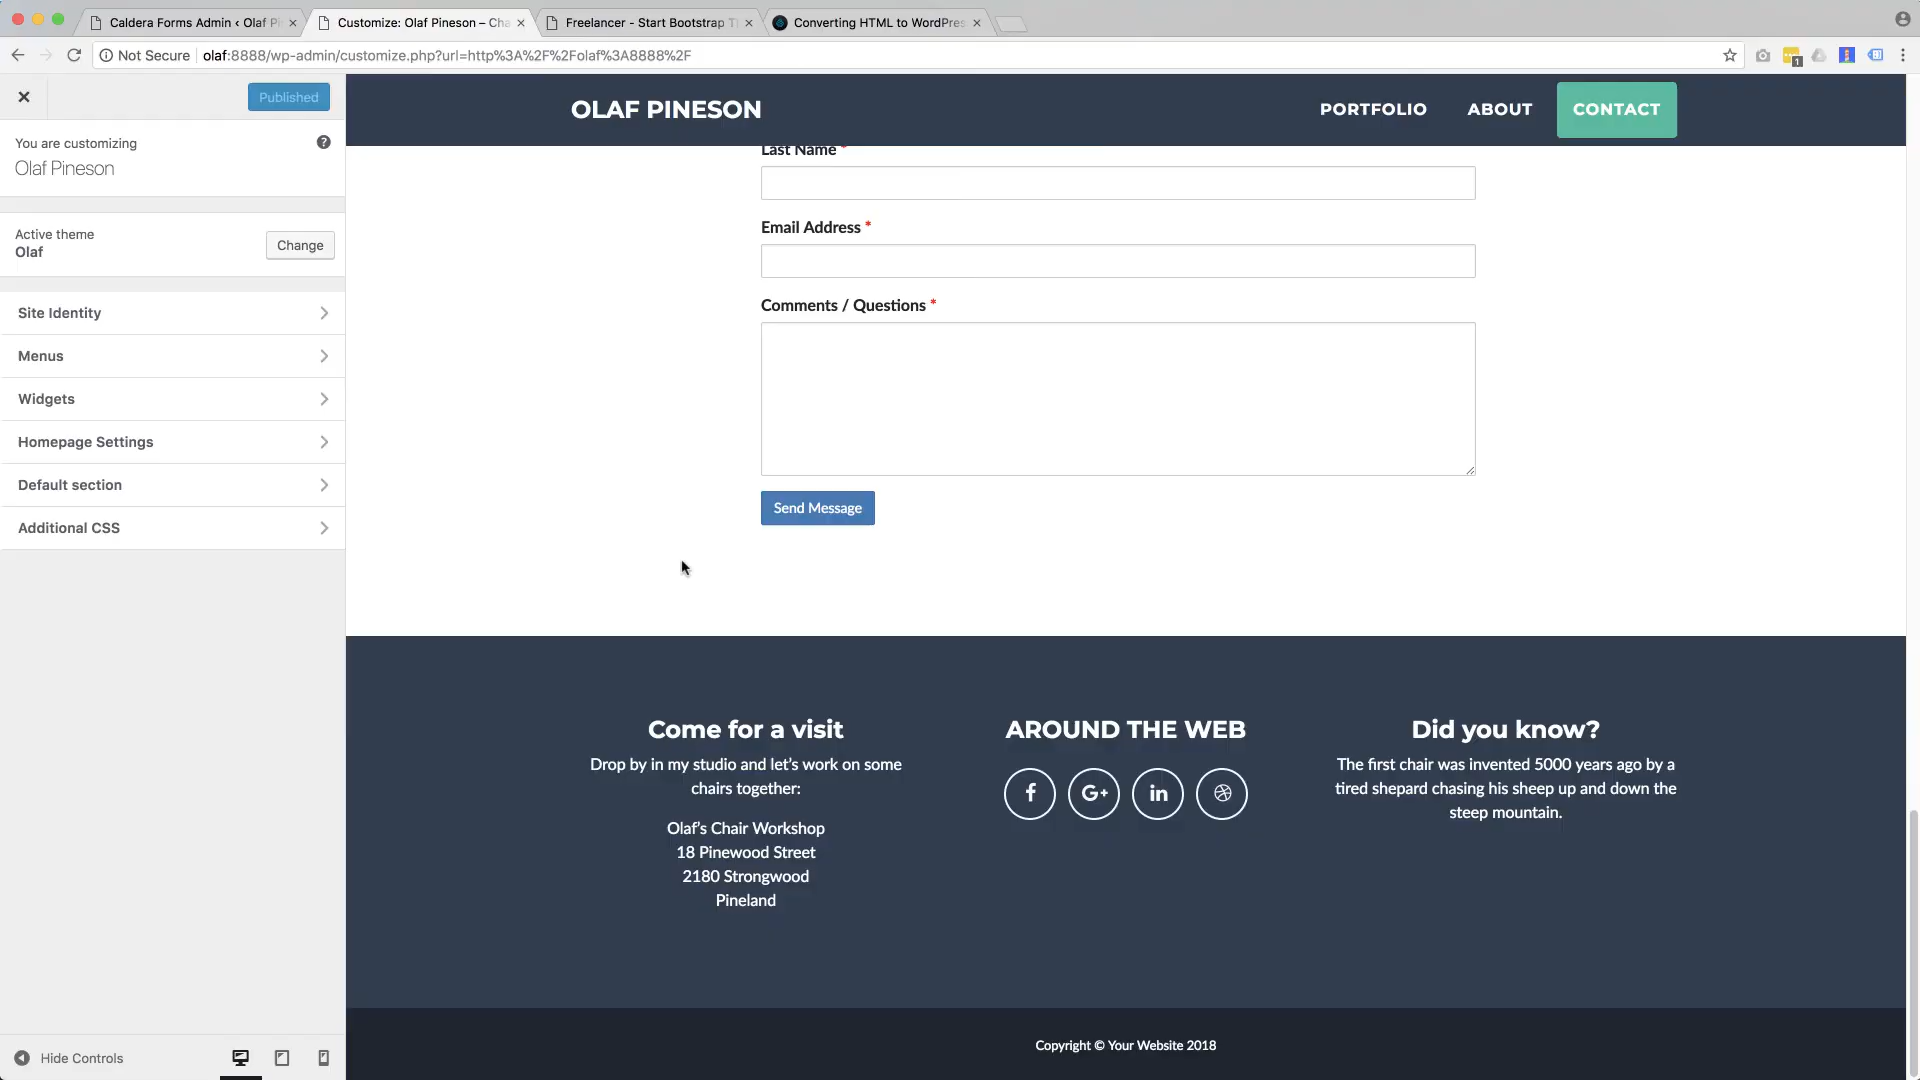 Caldera Forms Admin ‹ Olaf Pi
Customize: Olaf Pineson – Cha
Freelancer - Start Bootstrap T
Converting HTML to WordPres
Not Secure
olaf:8888/wp-admin/customize.php?url=http%3A%2F%2Folaf%3A8888%2F
1
Published
You are customizing
Olaf Pineson
Active theme
Olaf
Change
Site Identity
Menus
Widgets
Homepage Settings
Default section
Additional CSS
Hide Controls
OLAF PINESON
PORTFOLIO
ABOUT
CONTACT
Last Name *
Email Address *
Comments / Questions *
Send Message
Come for a visit
Drop by in my studio and let's work on some
chairs together:
Olaf's Chair Workshop
18 Pinewood Street
2180 Strongwood
Pineland
AROUND THE WEB
f
G+
in
Did you know?
The first chair was invented 5000 years ago by a
tired shepard chasing his sheep up and down the
steep mountain.
Copyright © Your Website 2018